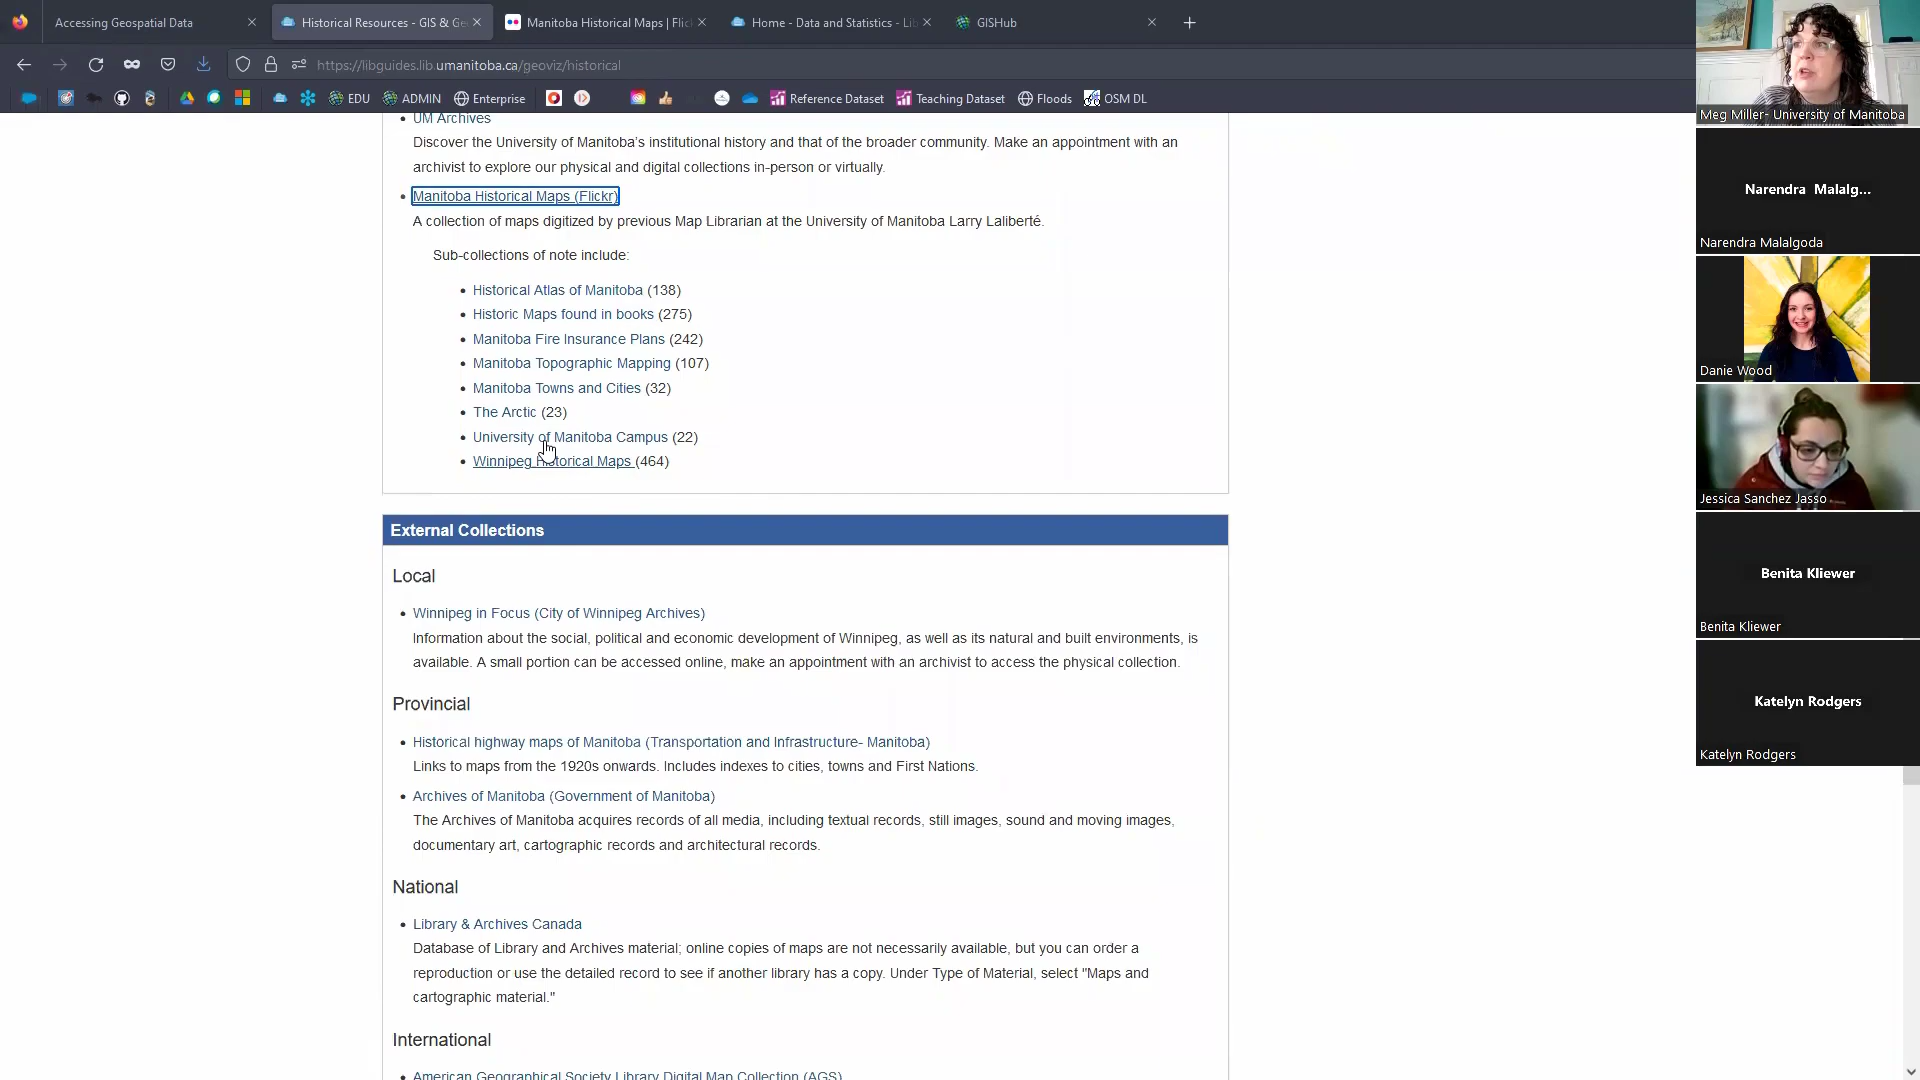 Accessing Geospatial Data
Historical Resources - GIS & Ge
Manitoba Historical Maps | Flic
Home - Data and Statistics - Lib
GISHub
https://libguides.lib.umanitoba.ca/geoviz/historical
EDU
ADMIN
Enterprise
Reference Dataset
Teaching Dataset
Floods
OSM DL
UM Archives
Discover the University of Manitoba's institutional history and that of the broader community. Make an appointment with an
archivist to explore our physical and digital collections in-person or virtually.
Manitoba Historical Maps (Flickr)
A collection of maps digitized by previous Map Librarian at the University of Manitoba Larry Laliberté.
Sub-collections of note include:
Historical Atlas of Manitoba (138)
Historic Maps found in books (275)
Manitoba Fire Insurance Plans (242)
Manitoba Topographic Mapping (107)
Manitoba Towns and Cities (32)
The Arctic (23)
University of Manitoba Campus (22)
Winnipeg Historical Maps (464)
External Collections
Local
Winnipeg in Focus (City of Winnipeg Archives)
Information about the social, political and economic development of Winnipeg, as well as its natural and built environments, is
available. A small portion can be accessed online, make an appointment with an archivist to access the physical collection.
Provincial
Historical highway maps of Manitoba (Transportation and Infrastructure- Manitoba)
Links to maps from the 1920s onwards. Includes indexes to cities, towns and First Nations.
Archives of Manitoba (Government of Manitoba)
The Archives of Manitoba acquires records of all media, including textual records, still images, sound and moving images,
documentary art, cartographic records and architectural records.
National
Library & Archives Canada
Database of Library and Archives material; online copies of maps are not necessarily available, but you can order a
reproduction or use the detailed record to see if another library has a copy. Under Type of Material, select "Maps and
cartographic material."
International
American Geographical Society Library Digital Map Collection (AGS)
Meg Miller- University of Manitoba
Narendra Malalg...
Narendra Malalgoda
Danie Wood
Jessica Sanchez Jasso
Benita Kliewer
Benita Kliewer
Katelyn Rodgers
Katelyn Rodgers